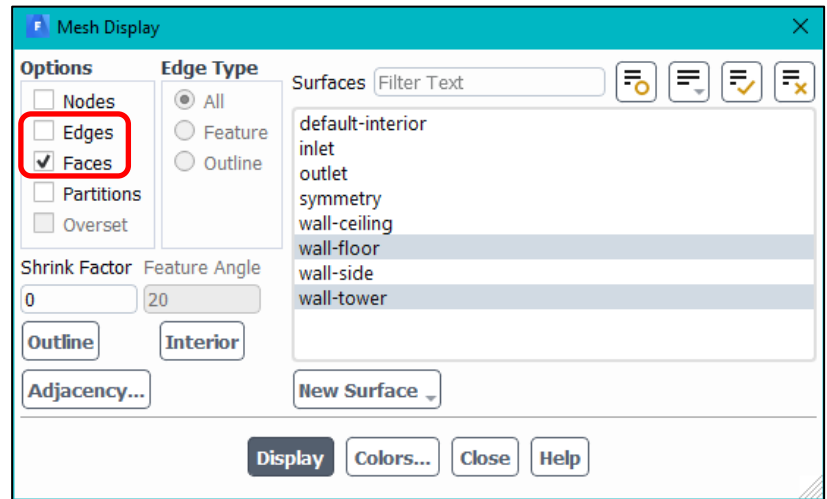 Mesh Display
Options
Edge Type
Surfaces Filter Text
Nodes
All
Edges
Feature
Faces
Outline
Partitions
Overset
default-interior
inlet
outlet
symmetry
wall-ceiling
wall-floor
wall-side
wall-tower
Shrink Factor Feature Angle
0 20
Outline Interior
Adjacency...
New Surface
Display Colors... Close Help